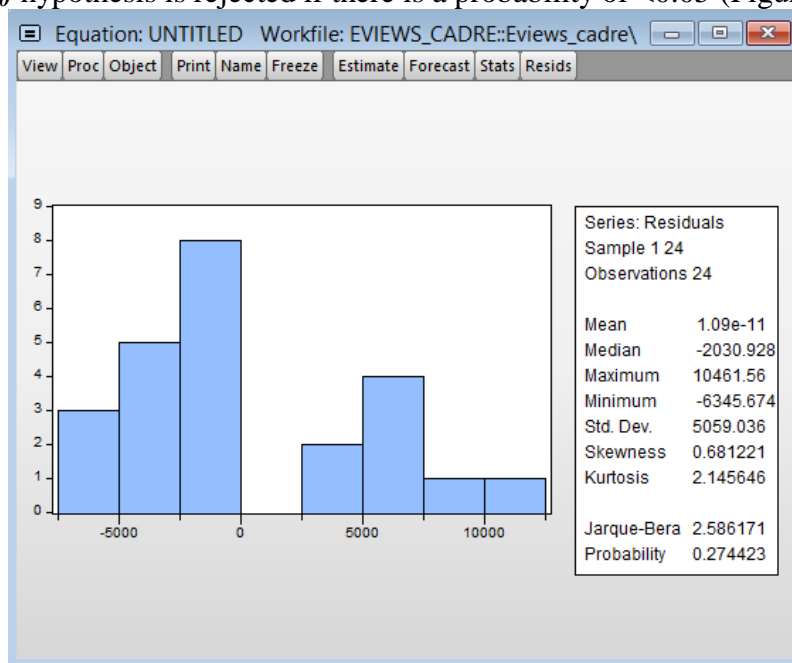 hypothesis is rejected if there is a probability of <0.05 (Figu
Equation: UNTITLED Workfile: EVIEWS_CADRE::Eviews_cadre\
View Proc Object Print Name Freeze Estimate Forecast Stats Resids
9
8
7
6
5
4
3
2
1
0
-5000 0 5000 10000
Series: Residuals
Sample 1 24
Observations 24
Mean 1.09e-11
Median -2030.928
Maximum 10461.56
Minimum -6345.674
Std. Dev. 5059.036
Skewness 0.681221
Kurtosis 2.145646
Jarque-Bera 2.586171
Probability 0.274423